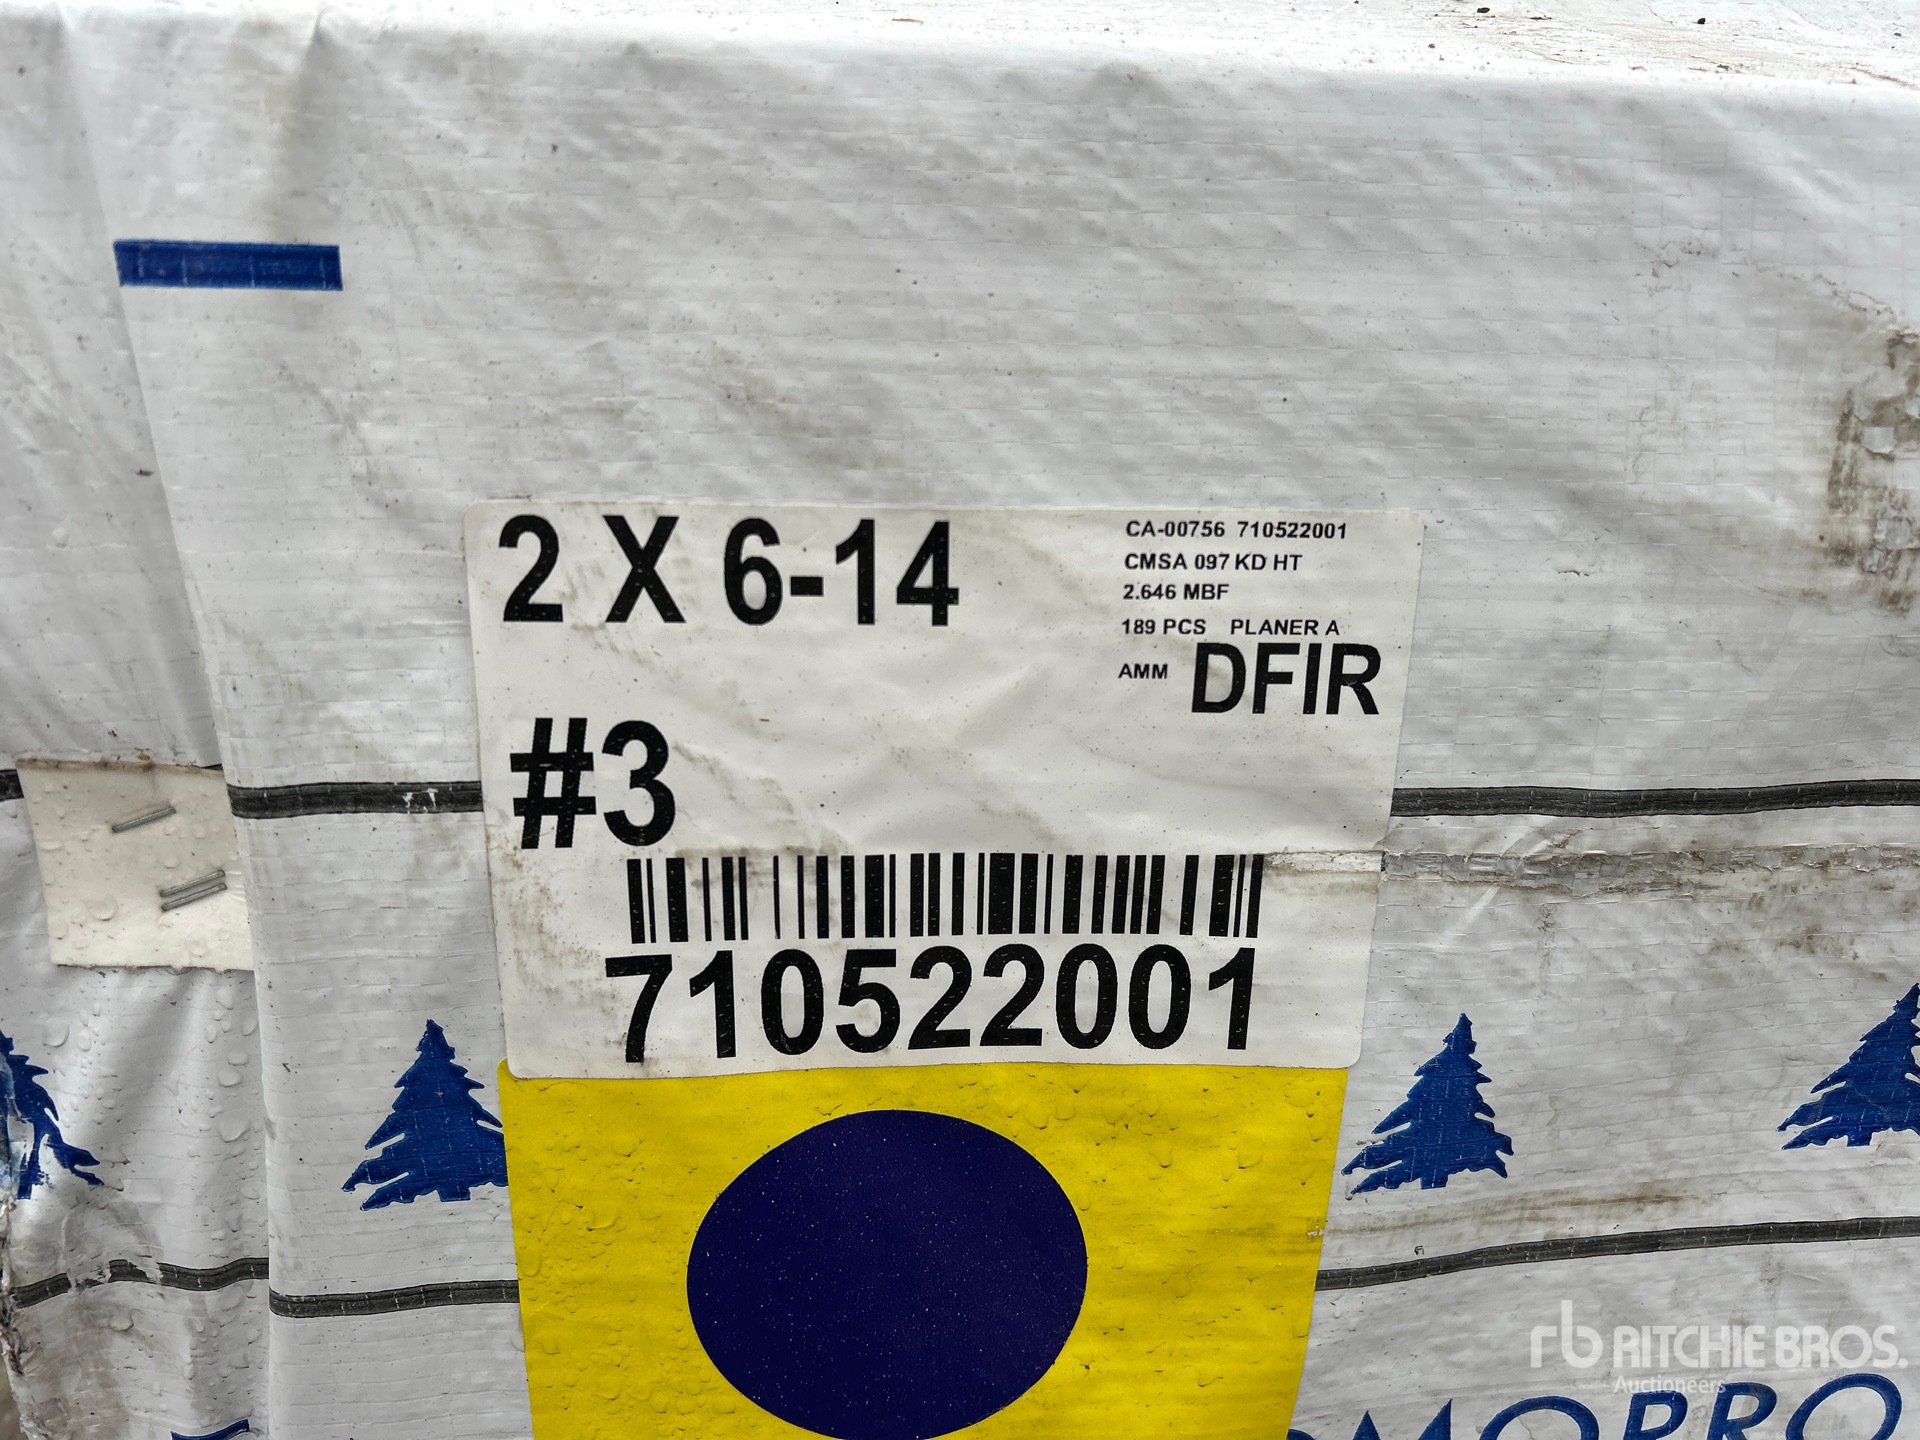 2 X 6-14
CA-00756 710522001
CMSA 097 KD HT
2.646 MBF
189 PCS PLANER A
AMM DFIR
#3
710522001
rb RITCHIE BROS.
Auctioneers